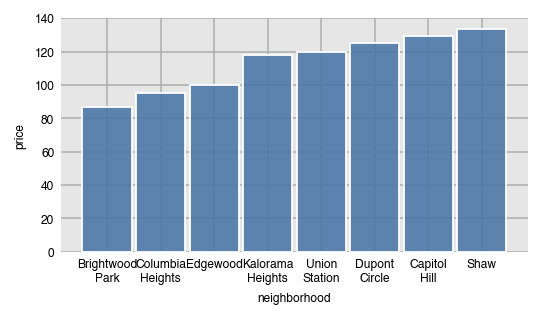 140
120
100
80
60
40
20
0
price
Brightwood Columbia Edgewood Kalorama Union Dupont Capitol Shaw
Park Heights Heights Station Circle Hill
neighborhood